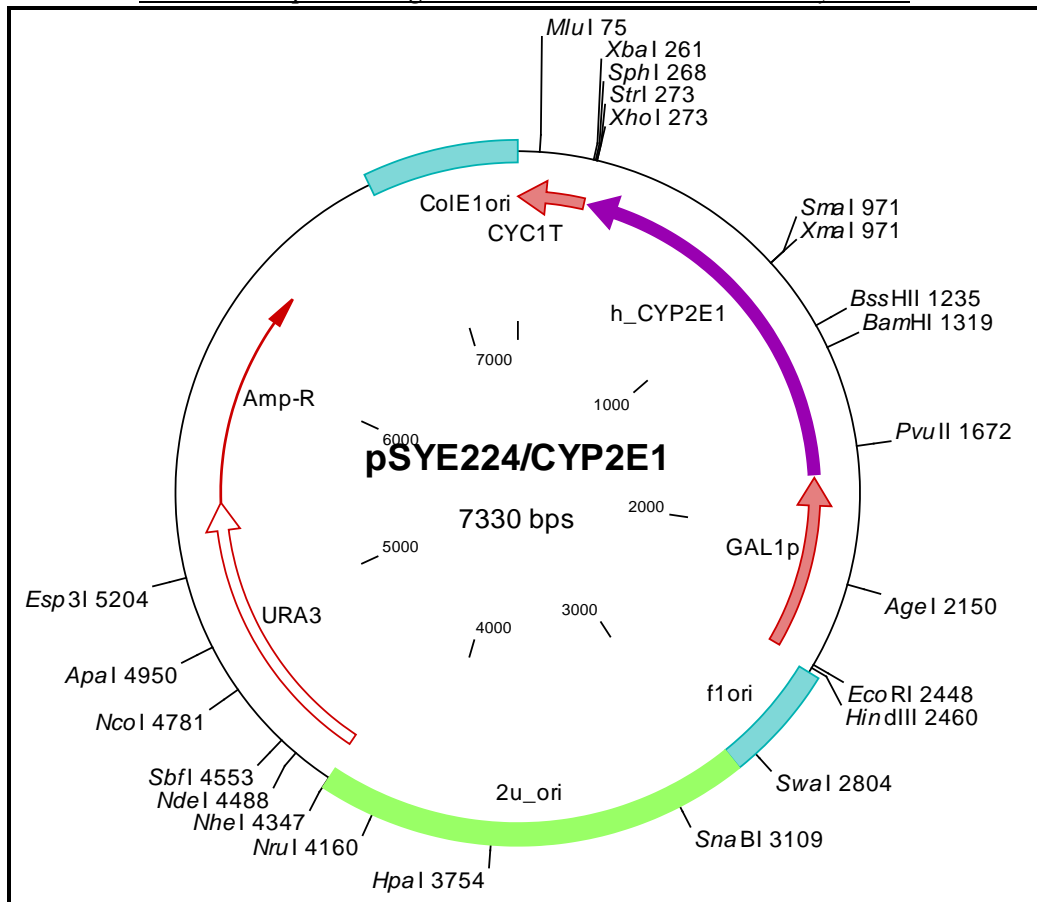 MluI 75
XbaI 261
SphI 268
StrI 273
XhoI 273
SmaI 971
XmaI 971
BssHII 1235
BamHI 1319
PvuII 1672
AgeI 2150
EcoRI 2448
HindIII 2460
SwaI 2804
SnaBI 3109
HpaI 3754
NruI 4160
NheI 4347
NdeI 4488
SbfI 4553
NcoI 4781
ApaI 4950
Esp3I 5204
ColE1ori
CYC1T
h_CYP2E1
GAL1p
f1ori
2u_ori
URA3
Amp-R
7000
1000
2000
3000
4000
5000
6000
pSYE224/CYP2E1
7330 bps